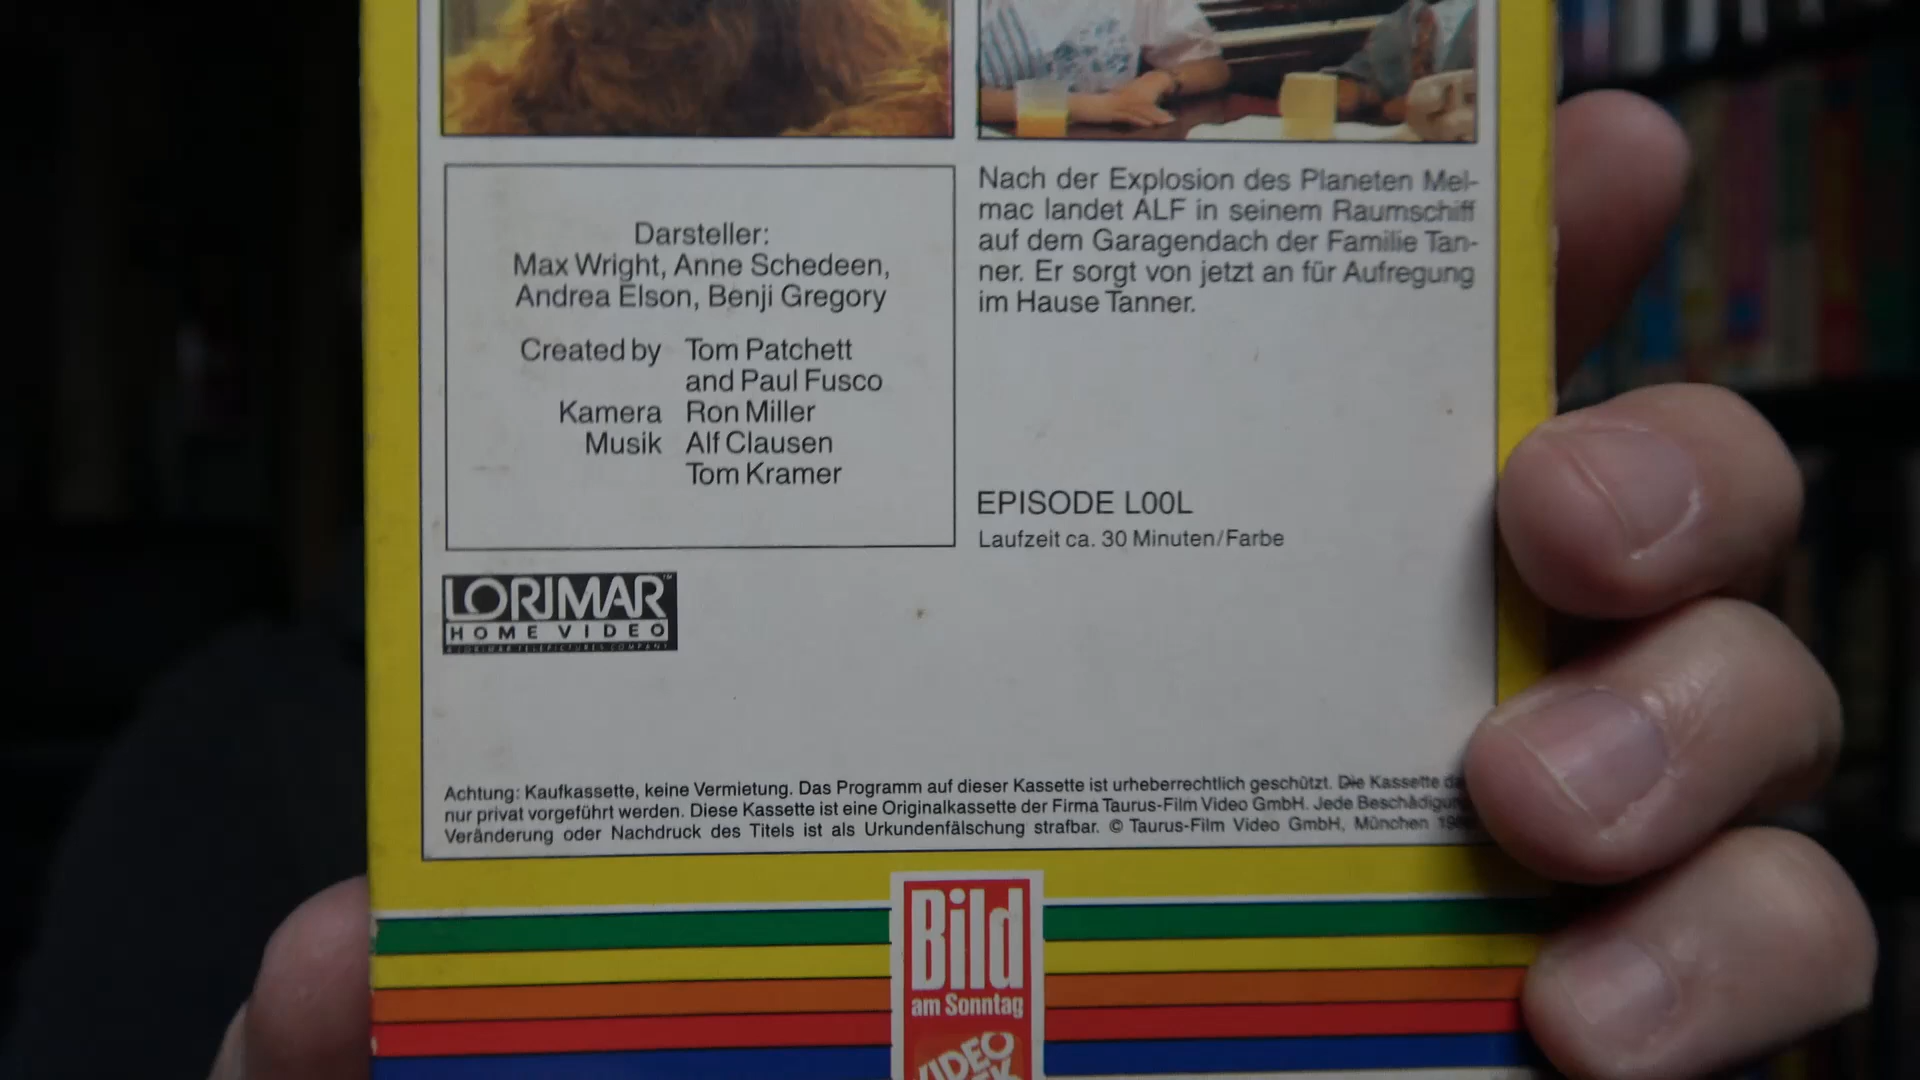 Darsteller:
Max Wright, Anne Schedeen,
Andrea Elson, Benji Gregory
Created by Tom Patchett
and Paul Fusco
Kamera Ron Miller
Musik Alf Clausen
Tom Kramer
Nach der Explosion des Planeten Mel-
mac landet ALF in seinem Raumschiff
auf dem Garagendach der Familie Tan-
ner. Er sorgt von jetzt an für Aufregung
im Hause Tanner.
EPISODE L00L
Laufzeit ca. 30 Minuten/Farbe
LORIMAR™
HOME VIDEO
A LORIMAR TELEPICTURES COMPANY
Achtung: Kaufkassette, keine Vermietung. Das Programm auf dieser Kassette ist urheberrechtlich geschützt. Die Kassette
nur privat vorgeführt werden. Diese Kassette ist eine Originalkassette der Firma Taurus-Film Video GmbH. Jede
Veränderung oder Nachdruck des Titels ist als Urkundenfälschung strafbar. © Taurus-Film Video GmbH, München
Bild
am Sonntag
VIDEO